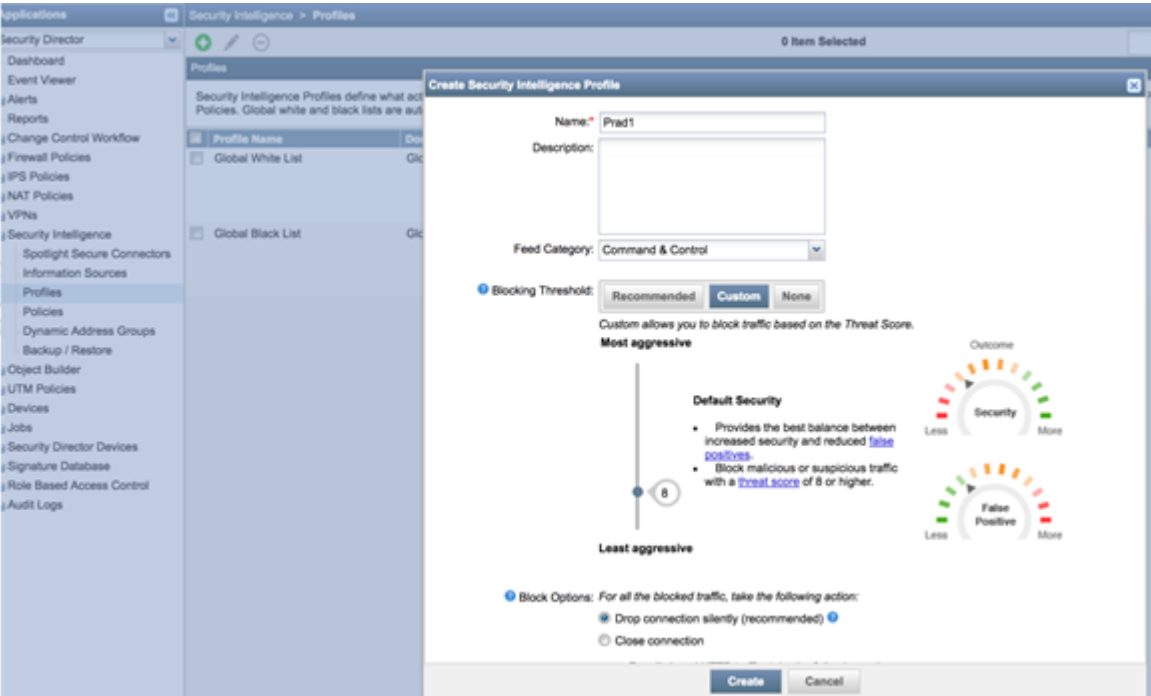 Applications
Security Intelligence > Profiles
Security Director
0 Item Selected
Dashboard
Event Viewer
Alerts
Reports
Change Control Workflow
Firewall Policies
IPS Policies
NAT Policies
VPNs
Security Intelligence
Spotlight Secure Connectors
Information Sources
Profiles
Policies
Dynamic Address Groups
Backup / Restore
Object Builder
UTM Policies
Devices
Jobs
Security Director Devices
Signature Database
Role Based Access Control
Audit Logs
Profiles
Security Intelligence Profiles define what
Policies. Global white and black lists are
Profile Name
Global White List
Global Black List
Create Security Intelligence Profile
Name:* Prad1
Description:
Feed Category: Command & Control
Blocking Threshold: Recommended Custom None
Custom allows you to block traffic based on the Threat Score.
Most aggressive
Default Security
• Provides the best balance between
increased security and reduced false
positives.
• Block malicious or suspicious traffic
with a threat score of 8 or higher.
8
Least aggressive
Outcome
Security
Less More
False
Positive
Less More
Block Options: For all the blocked traffic, take the following action:
Drop connection silently (recommended)
Close connection
Create Cancel